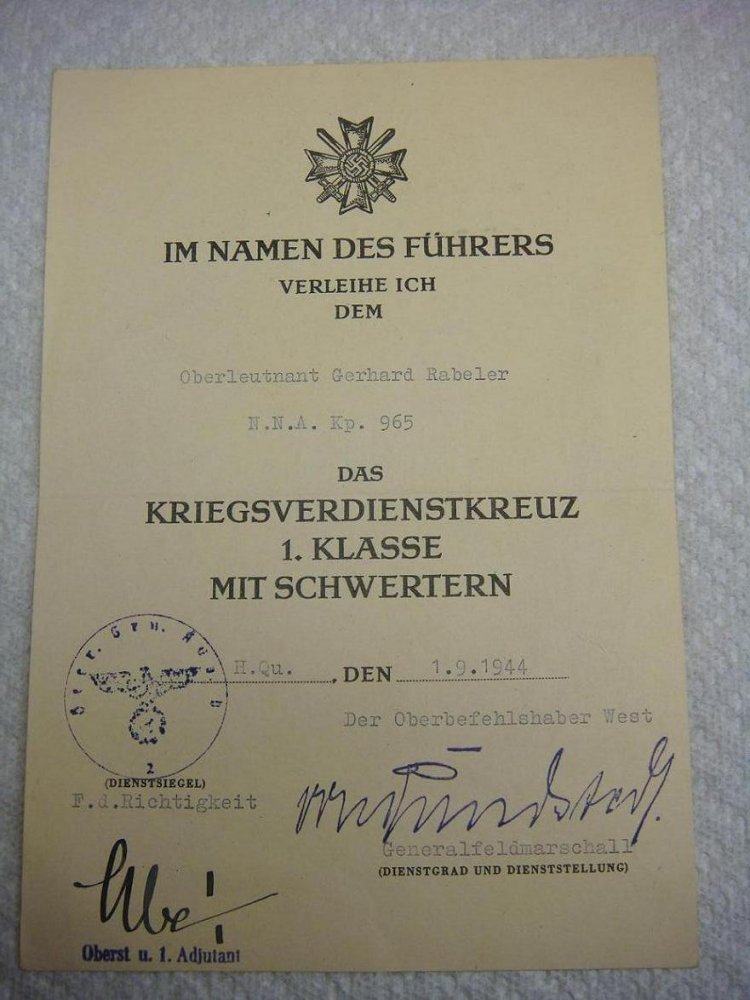 IM NAMEN DES FÜHRERS
VERLEIHE ICH
DEM
Oberleutnant Gerhard Rabeler
N.N.A. Kp. 965
DAS
KRIEGSVERDIENSTKREUZ
1. KLASSE
MIT SCHWERTERN
H.Qu. , DEN 1.9.1944
Der Oberbefehlshaber West
2
(DIENSTSIEGEL)
F.d.Richtigkeit
vRundstedt.
Generalfeldmarschall
(DIENSTGRAD UND DIENSTSTELLUNG)
Oberst u. 1. Adjutant